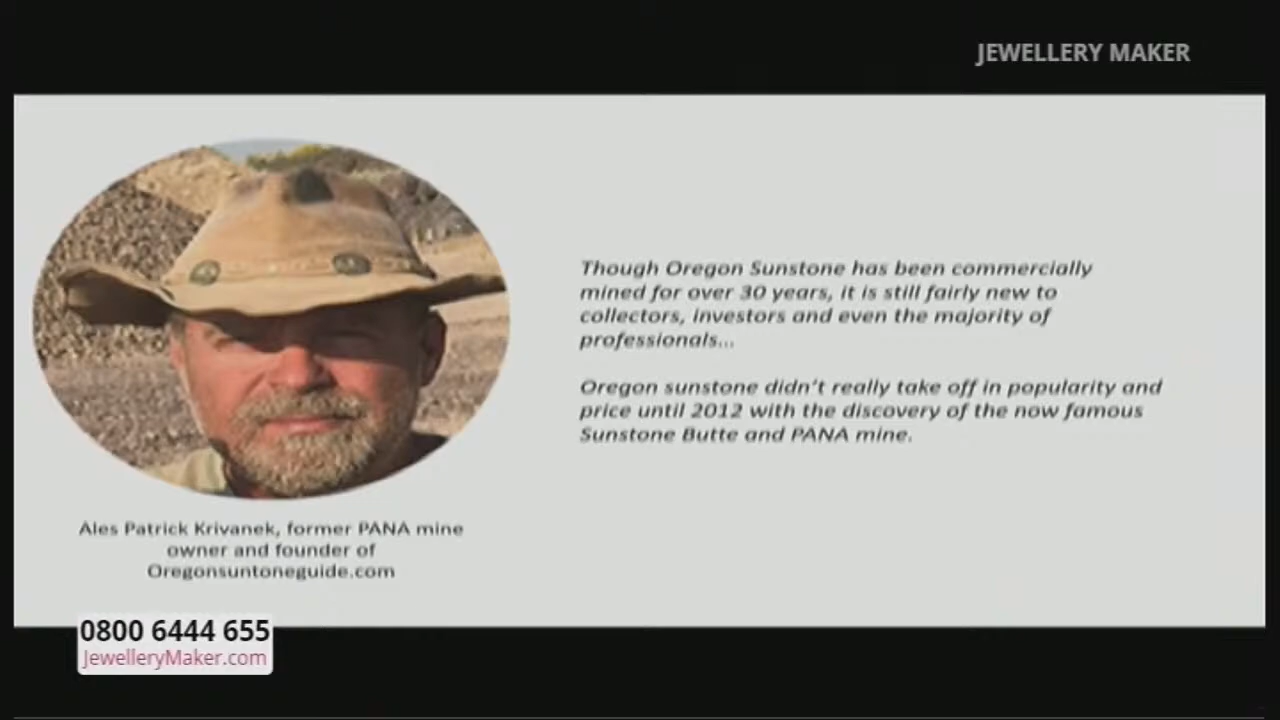 JEWELLERY MAKER
Though Oregon Sunstone has been commercially
mined for over 30 years, it is still fairly new to
collectors, investors and even the majority of
professionals...
Oregon sunstone didn't really take off in popularity and
price until 2012 with the discovery of the now famous
Sunstone Butte and PANA mine.
Ales Patrick Krivanek, former PANA mine
owner and founder of
Oregonsuntoneguide.com
0800 6444 655
JewelleryMaker.com